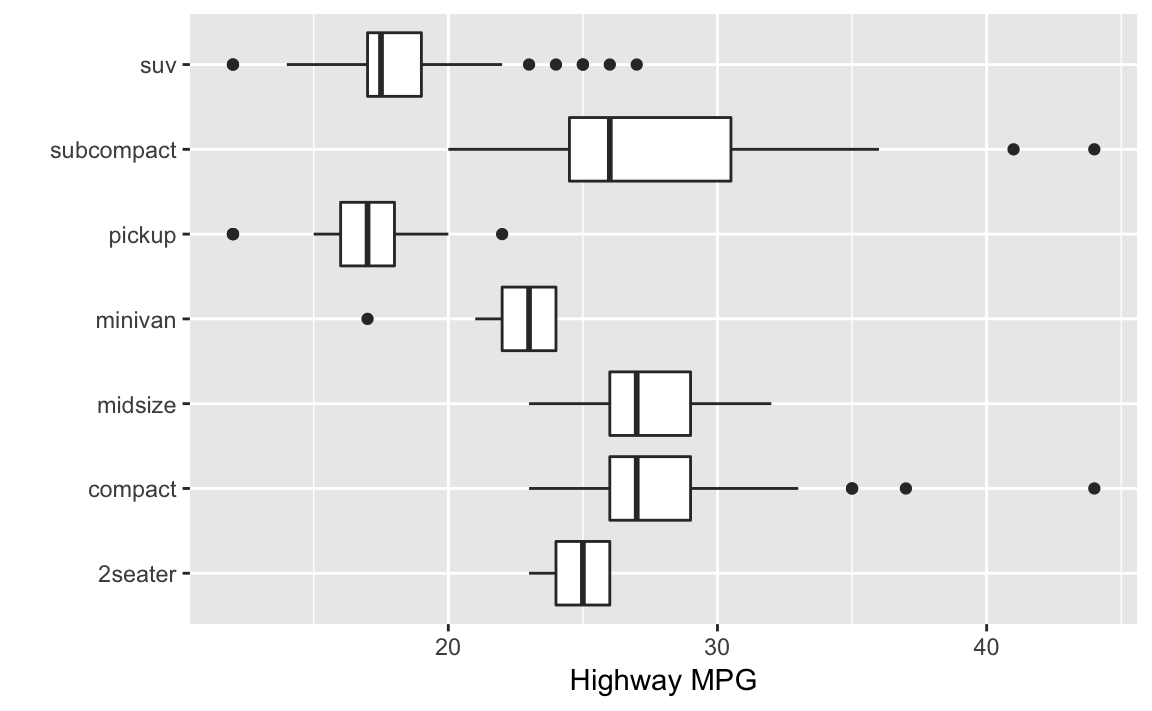 suv
subcompact
pickup
minivan
midsize
compact
2seater
20 30 40
Highway MPG